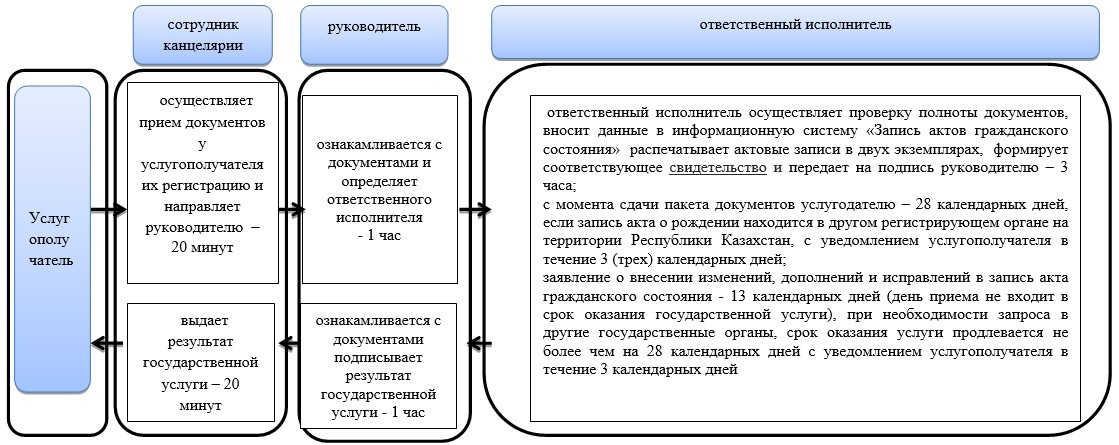 сотрудник
канцелярии
руководитель
ответственный исполнитель
Услуг
ополу
чатель
осуществляет
прием документов
у
услугополучателя
их регистрацию и
направляет
руководителю –
20 минут
ознакамливается с
документами и
определяет
ответственного
исполнителя
- 1 час
ответственный исполнитель осуществляет проверку полноты документов,
вносит данные в информационную систему «Запись актов гражданского
состояния» распечатывает актовые записи в двух экземплярах, формирует
соответствующее свидетельство и передает на подпись руководителю – 3
часа;
с момента сдачи пакета документов услугодателю – 28 календарных дней,
если запись акта о рождении находится в другом регистрирующем органе на
территории Республики Казахстан, с уведомлением услугополучателя в
течение 3 (трех) календарных дней;
заявление о внесении изменений, дополнений и исправлений в запись акта
гражданского состояния - 13 календарных дней (день приема не входит в
срок оказания государственной услуги), при необходимости запроса в
другие государственные органы, срок оказания услуги продлевается не
более чем на 28 календарных дней с уведомлением услугополучателя в
течение 3 календарных дней
выдает
результат
государственной
услуги – 20
минут
ознакамливается с
документами
подписывает
результат
государственной
услуги - 1 час